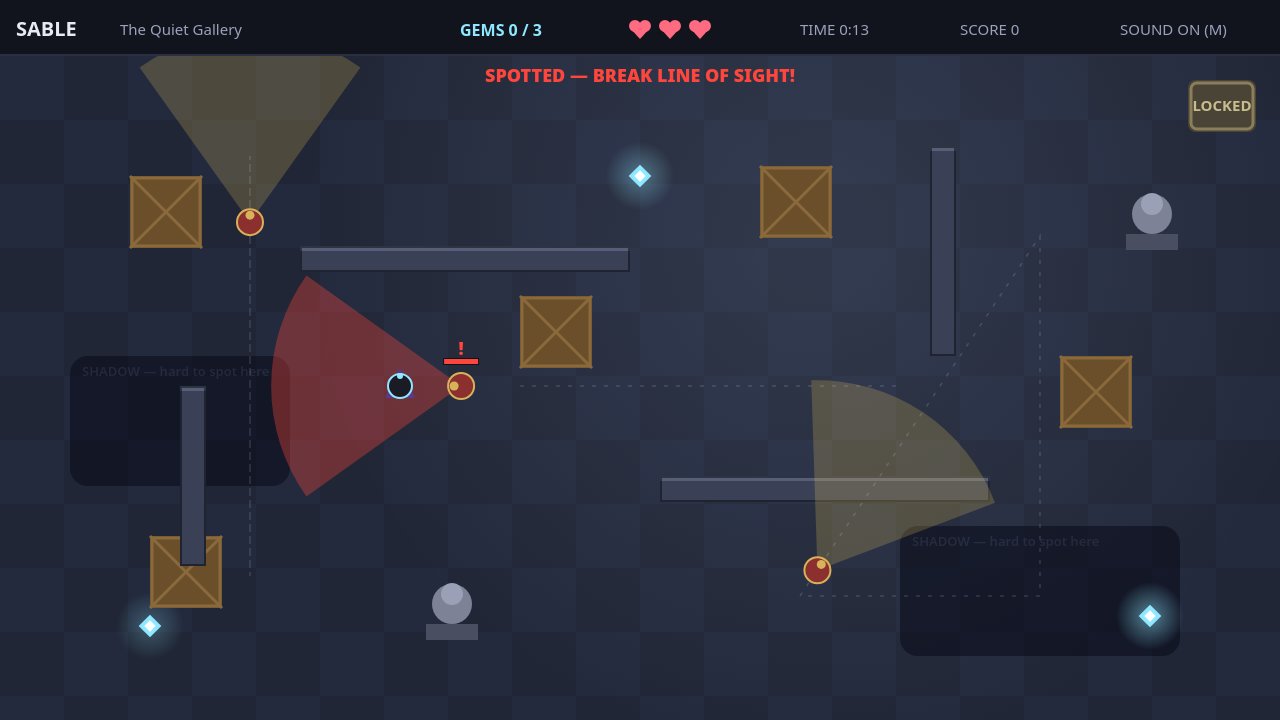 SABLE
The Quiet Gallery
GEMS 0 / 3
TIME 0:13
SCORE 0
SOUND ON (M)
SPOTTED — BREAK LINE OF SIGHT!
LOCKED
!
SHADOW — hard to spot here
SHADOW — hard to spot here